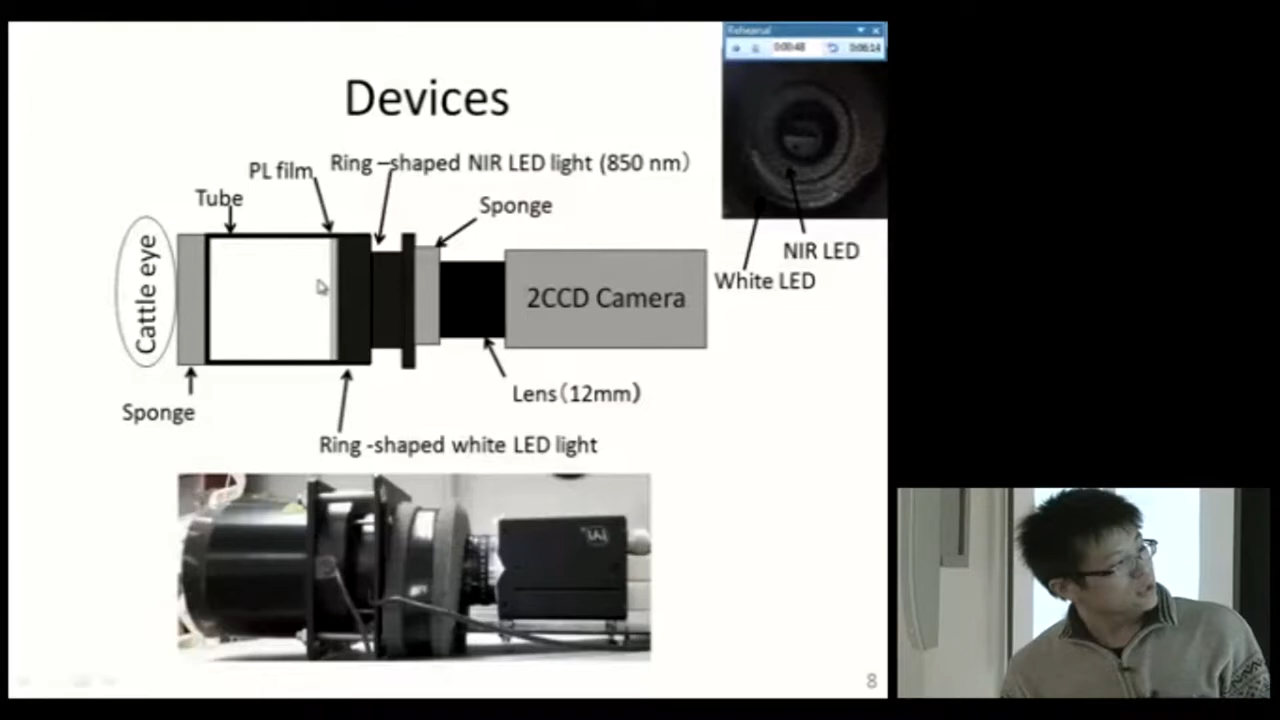 Rehearsal
0:00:48
0:06:14
Devices
Ring –shaped NIR LED light (850 nm)
PL film
Tube
Sponge
NIR LED
White LED
Cattle eye
2CCD Camera
Lens(12mm)
Sponge
Ring -shaped white LED light
8